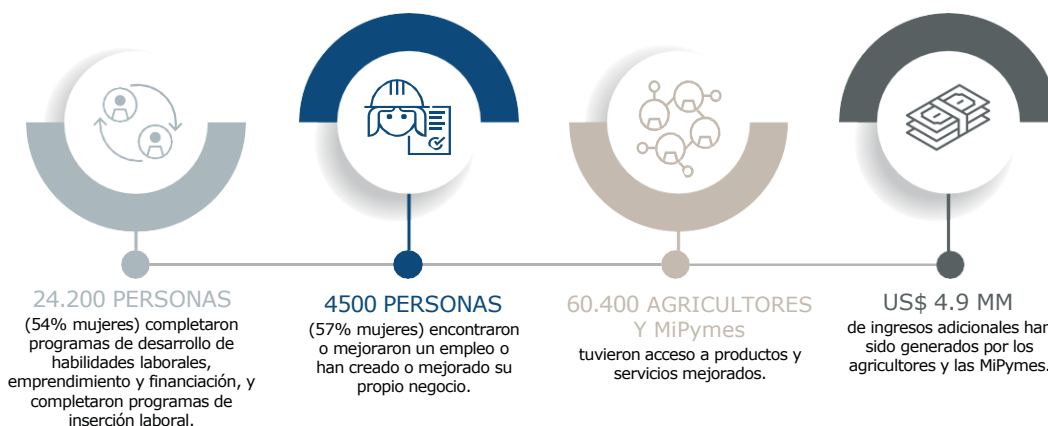 24.200 PERSONAS
(54% mujeres) completaron
programas de desarrollo de
habilidades laborales,
emprendimiento y financiación, y
completaron programas de
inserción laboral.
4500 PERSONAS
(57% mujeres) encontraron
o mejoraron un empleo o
han creado o mejorado su
propio negocio.
60.400 AGRICULTORES
Y MiPymes
tuvieron acceso a productos y
servicios mejorados.
US$ 4.9 MM
de ingresos adicionales han
sido generados por los
agricultores y las MiPymes.